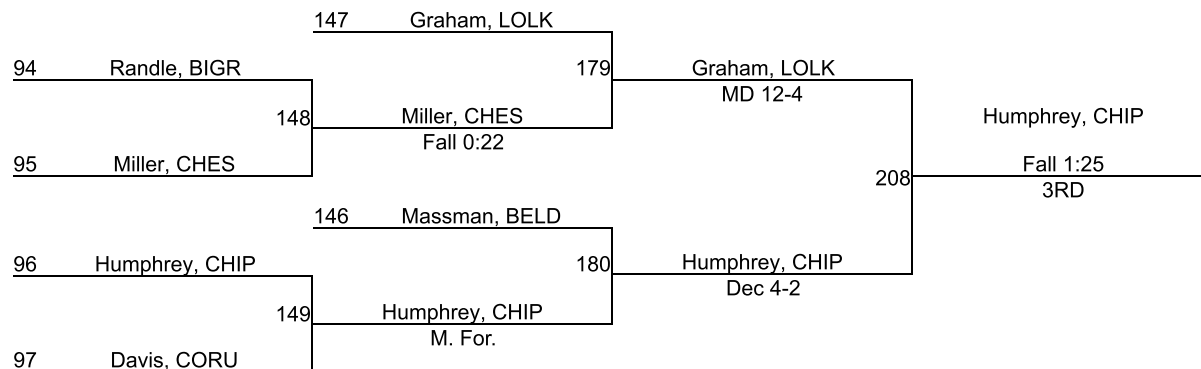 147 Graham, LOLK
94 Randle, BIGR
179 Graham, LOLK
MD 12-4
148 Miller, CHES
Fall 0:22
Humphrey, CHIP
95 Miller, CHES
Fall 1:25
208
3RD
146 Massman, BELD
96 Humphrey, CHIP
180 Humphrey, CHIP
Dec 4-2
149 Humphrey, CHIP
M. For.
97 Davis, CORU